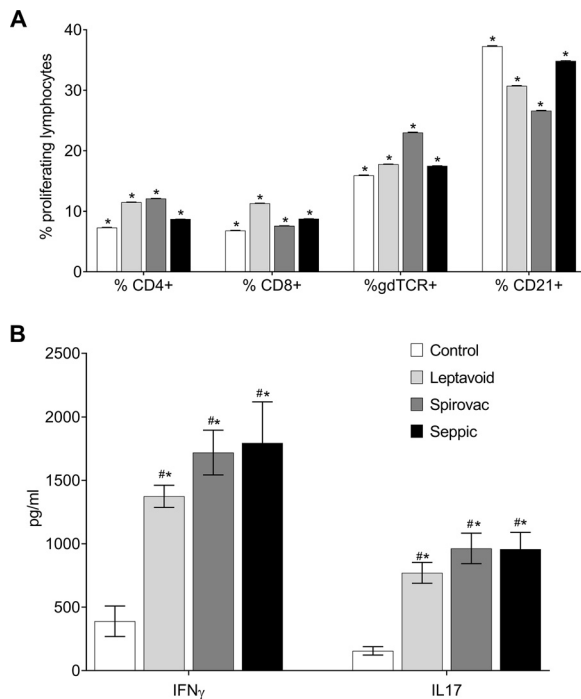 A
% proliferating lymphocytes
40
30
20
10
0
* * * *
* * * *
* * * *
* * * *
% CD4+ % CD8+ %gdTCR+ % CD21+
B
pg/ml
2500
2000
1500
1000
500
0
Control
Leptavoid
Spirovac
Seppic
#* #* #*
#* #* #*
IFNγ IL17